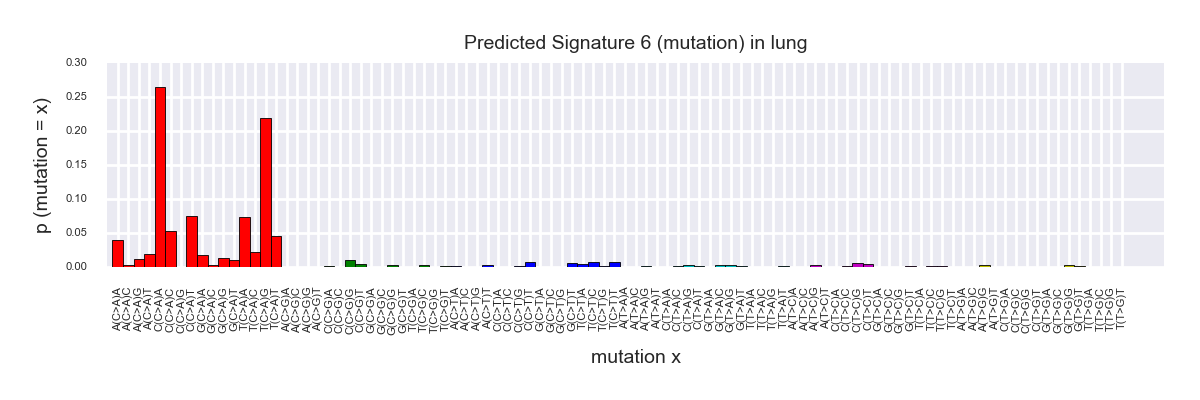 Predicted Signature 6 (mutation) in lung
p (mutation = x)
0.30
0.25
0.20
0.15
0.10
0.05
0.00
A(C>A)A
A(C>A)C
A(C>A)G
A(C>A)T
C(C>A)A
C(C>A)C
C(C>A)G
C(C>A)T
G(C>A)A
G(C>A)C
G(C>A)G
G(C>A)T
T(C>A)A
T(C>A)C
T(C>A)G
T(C>A)T
A(C>G)A
A(C>G)C
A(C>G)G
A(C>G)T
C(C>G)A
C(C>G)C
C(C>G)G
C(C>G)T
G(C>G)A
G(C>G)C
G(C>G)G
G(C>G)T
T(C>G)A
T(C>G)C
T(C>G)G
T(C>G)T
A(C>T)A
A(C>T)C
A(C>T)G
A(C>T)T
C(C>T)A
C(C>T)C
C(C>T)G
C(C>T)T
G(C>T)A
G(C>T)C
G(C>T)G
G(C>T)T
T(C>T)A
T(C>T)C
T(C>T)G
T(C>T)T
A(T>A)A
A(T>A)C
A(T>A)G
A(T>A)T
C(T>A)A
C(T>A)C
C(T>A)G
C(T>A)T
G(T>A)A
G(T>A)C
G(T>A)G
G(T>A)T
T(T>A)A
T(T>A)C
T(T>A)G
T(T>A)T
A(T>C)A
A(T>C)C
A(T>C)G
A(T>C)T
C(T>C)A
C(T>C)C
C(T>C)G
C(T>C)T
G(T>C)A
G(T>C)C
G(T>C)G
G(T>C)T
T(T>C)A
T(T>C)C
T(T>C)G
T(T>C)T
A(T>G)A
A(T>G)C
A(T>G)G
A(T>G)T
C(T>G)A
C(T>G)C
C(T>G)G
C(T>G)T
G(T>G)A
G(T>G)C
G(T>G)G
G(T>G)T
T(T>G)A
T(T>G)C
T(T>G)G
T(T>G)T
mutation x